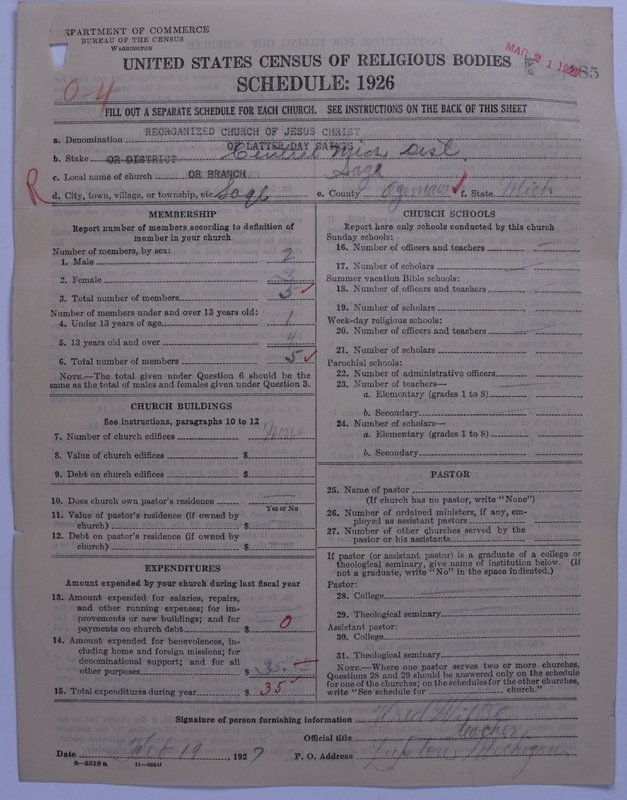 DEPARTMENT OF COMMERCE
BUREAU OF THE CENSUS
WASHINGTON
UNITED STATES CENSUS OF RELIGIOUS BODIES
MAR 21
SCHEDULE: 1926
0-4
FILL OUT A SEPARATE SCHEDULE FOR EACH CHURCH. SEE INSTRUCTIONS ON THE BACK OF THIS SHEET
a. Denomination REORGANIZED CHURCH OF JESUS CHRIST
OF LATTER DAY SAINTS
b. Stake OR DISTRICT Central Mich Dist.
c. Local name of church OR BRANCH Sage
R d. City, town, village, or township, etc. Sage e. County Ogemaw f. State Mich
MEMBERSHIP
Report number of members according to definition of
member in your church
Number of members, by sex:
1. Male 2
2. Female 3
3. Total number of members 5
Number of members under and over 13 years old:
4. Under 13 years of age 1
5. 13 years old and over 4
6. Total number of members 5
NOTE.—The total given under Question 6 should be the
same as the total of males and females given under Question 3.
CHURCH BUILDINGS
See instructions, paragraphs 10 to 12
7. Number of church edifices None
8. Value of church edifices $
9. Debt on church edifices $
10. Does church own pastor's residence
Yes or No
11. Value of pastor's residence (if owned by
church) $
12. Debt on pastor's residence (if owned by
church) $
EXPENDITURES
Amount expended by your church during last fiscal year
13. Amount expended for salaries, repairs,
and other running expenses; for im-
provements or new buildings; and for
payments on church debt $ 0
14. Amount expended for benevolences, in-
cluding home and foreign missions; for
denominational support; and for all
other purposes $ 35.
15. Total expenditures during year $ 35
CHURCH SCHOOLS
Report here only schools conducted by this church
Sunday schools:
16. Number of officers and teachers
17. Number of scholars
Summer vacation Bible schools:
18. Number of officers and teachers
19. Number of scholars
Week-day religious schools:
20. Number of officers and teachers
21. Number of scholars
Parochial schools:
22. Number of administrative officers
23. Number of teachers—
a. Elementary (grades 1 to 8)
b. Secondary
24. Number of scholars—
a. Elementary (grades 1 to 8)
b. Secondary
PASTOR
25. Name of pastor
(If church has no pastor, write "None")
26. Number of ordained ministers, if any, em-
ployed as assistant pastors
27. Number of other churches served by the
pastor or his assistants
If pastor (or assistant pastor) is a graduate of a college or
theological seminary, give name of institution below. (If
not a graduate, write "No" in the space indicated.)
Pastor:
28. College
29. Theological seminary
Assistant pastor:
30. College
31. Theological seminary
NOTE.—Where one pastor serves two or more churches,
Questions 28 and 29 should be answered only on the schedule
for one of the churches; on the schedules for the other churches,
write "See schedule for church."
Signature of person furnishing information
Official title teacher
Date Feb 19, 1927 P. O. Address Lupton Michigan
6-5518 a